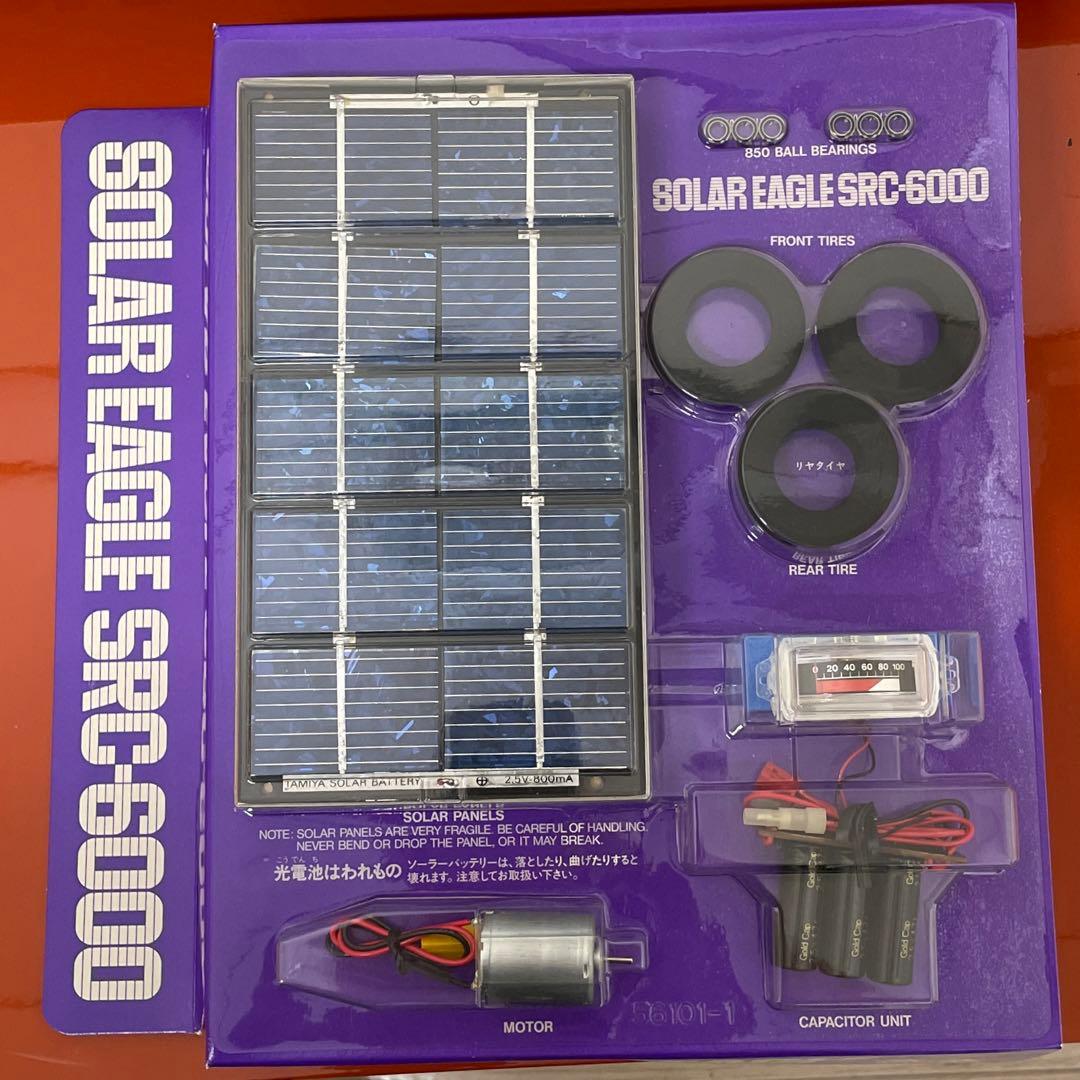 SOLAR EAGLE SRC-6000
850 BALL BEARINGS
SOLAR EAGLE SRC-6000
FRONT TIRES
リヤタイヤ
REAR TIRE
0 20 40 60 80 100
TAMIYA SOLAR BATTERY ⊖ ⊕ 2.5V-800mA
SOLAR PANELS
NOTE: SOLAR PANELS ARE VERY FRAGILE. BE CAREFUL OF HANDLING.
NEVER BEND OR DROP THE PANEL, OR IT MAY BREAK.
こうでんち
光電池はわれもの
ソーラーバッテリーは、落としたり、曲げたりすると
壊れます。注意してお取扱い下さい。
Gold Cap
Gold Cap
Gold Cap
Gold Cap
Gold Cap
56101-1
MOTOR
CAPACITOR UNIT